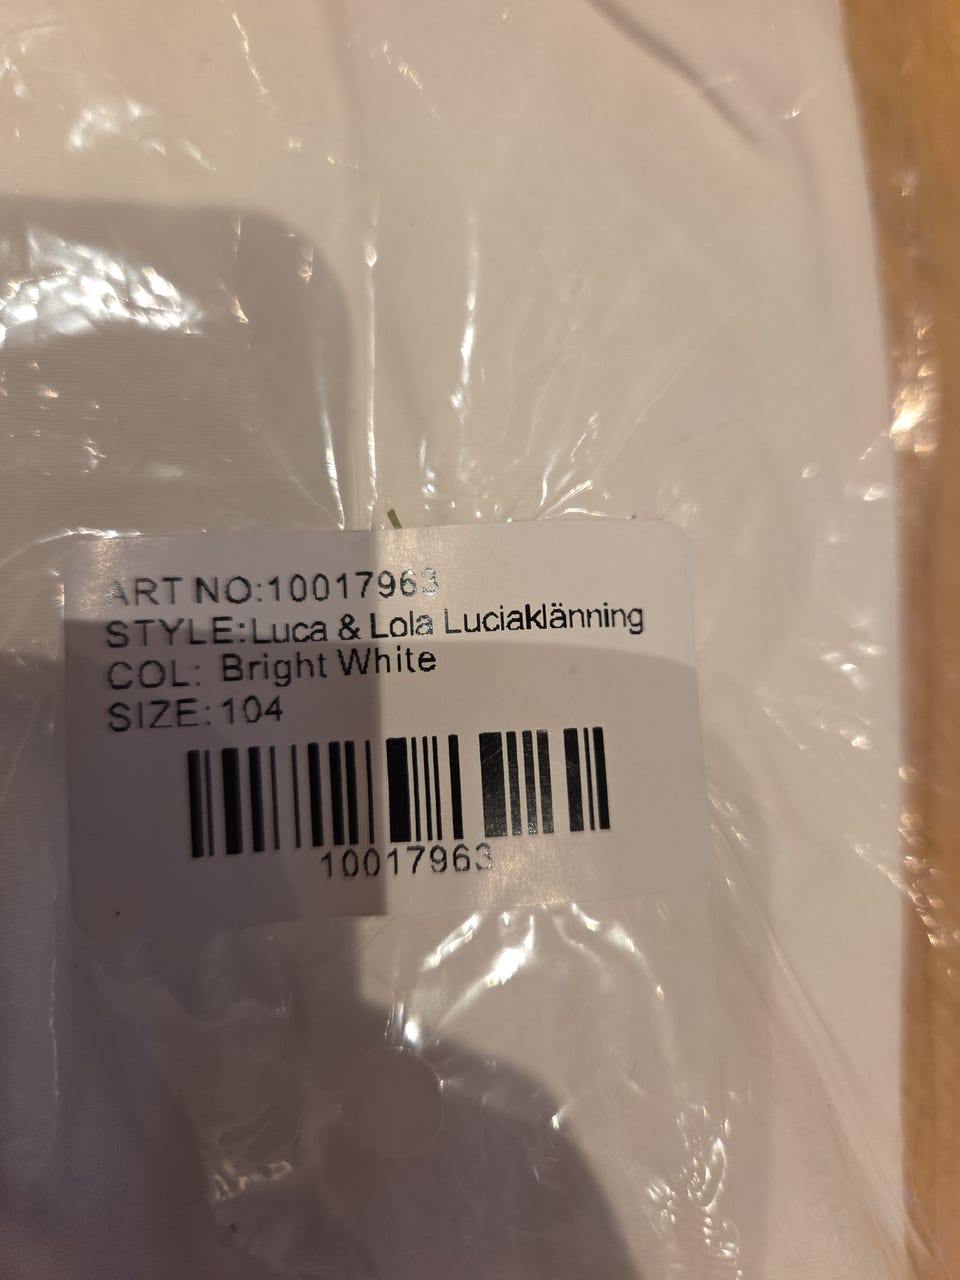 ART NO:10017963
STYLE:Luca & Lola Luciaklänning
COL: Bright White
SIZE:104
10017963